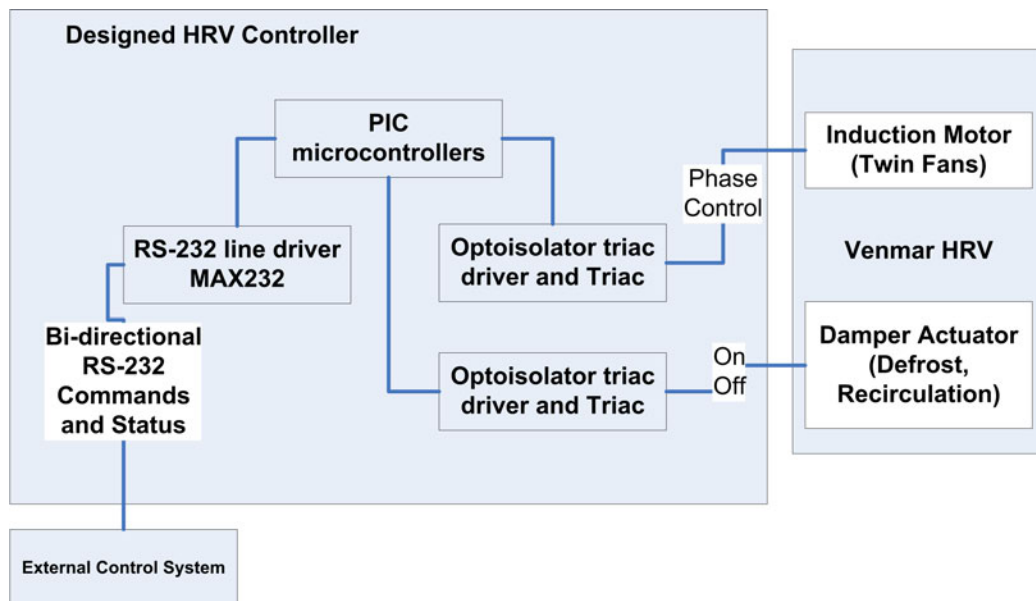 Designed HRV Controller
PIC
microcontrollers
Induction Motor
(Twin Fans)
Phase
Control
RS-232 line driver
MAX232
Optoisolator triac
driver and Triac
Venmar HRV
Bi-directional
RS-232
Commands
and Status
Optoisolator triac
driver and Triac
On
Off
Damper Actuator
(Defrost,
Recirculation)
External Control System